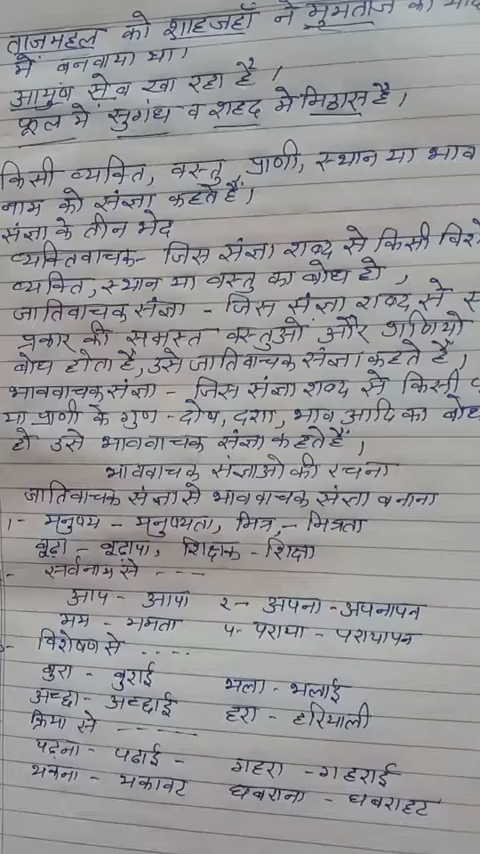 ताजमहल को शाहजहाँ ने मुमताज की याद
में बनवाया था।
आयुष सेव खा रहा है।
फूल में सुगंध व शहद में मिठास है।
किसी व्यक्ति, वस्तु, प्राणी, स्थान या भाव
नाम को संज्ञा कहते हैं।
संज्ञा के तीन भेद
व्यक्तिवाचक- जिस संज्ञा शब्द से किसी विशे
व्यक्ति, स्थान या वस्तु का बोध हो,
जातिवाचक संज्ञा - जिस संज्ञा शब्द से
प्रकार की समस्त वस्तुओं और प्राणियों
बोध होता है, उसे जातिवाचक संज्ञा कहते हैं,
भाववाचक संज्ञा - जिस संज्ञा शब्द से किसी
या प्राणी के गुण-दोष, दशा, भाव आदि का बोध
हो उसे भाववाचक संज्ञा कहते हैं,
भाववाचक संज्ञाओं की रचना
जातिवाचक संज्ञा से भाववाचक संज्ञा बनाना
1- मनुष्य - मनुष्यता, मित्र,- मित्रता
बूढ़ा - बूढ़ापा, शिक्षक - शिक्षा
- सर्वनाम से ----
आप - आपा २- अपना - अपनापन
मम - ममता प- पराया - परायापन
- विशेषण से ....
बुरा - बुराई भला - भलाई
अच्छा - अच्छाई हरा - हरियाली
क्रिया से -----
पढ़ना - पढाई - गहरा - गहराई
थकना - थकावट घबराना - घबराहट